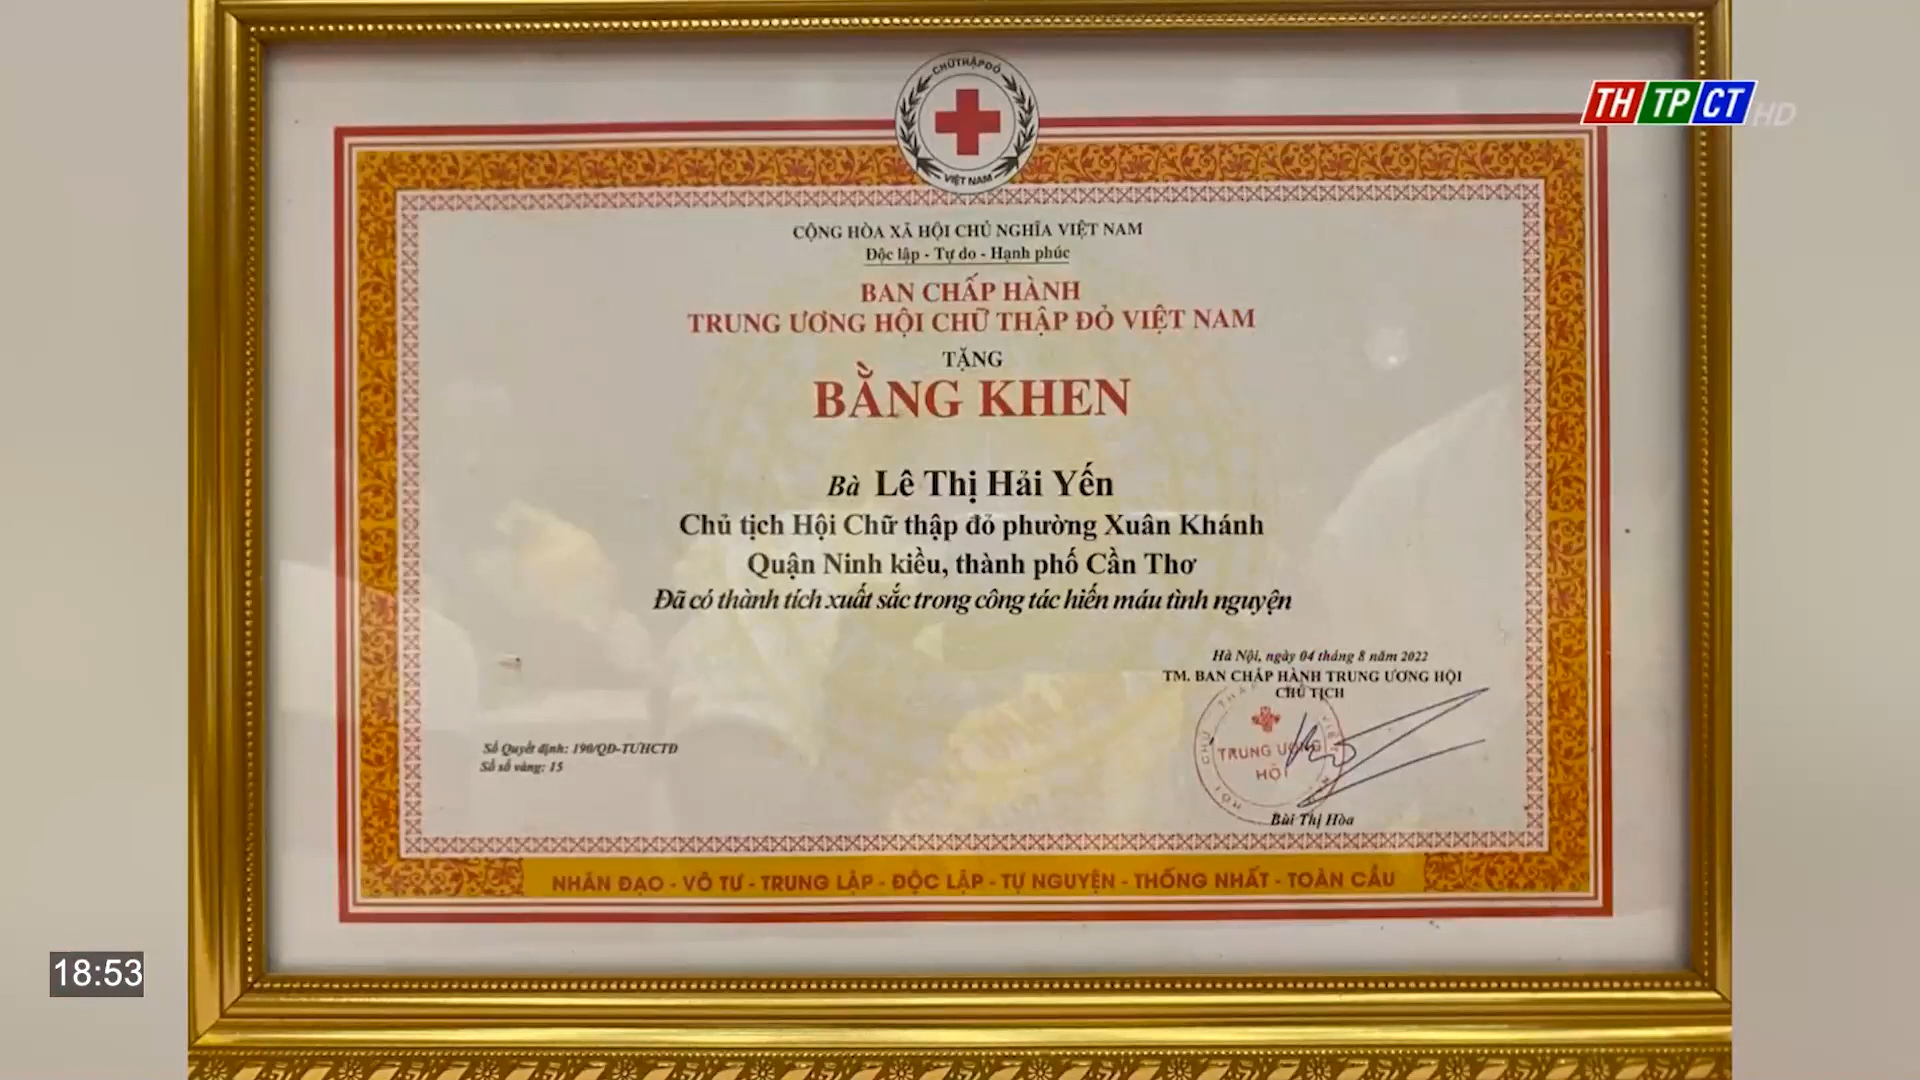 CHỮ THẬP ĐỎ
VIỆT NAM
TH TP CT HD
CỘNG HÒA XÃ HỘI CHỦ NGHĨA VIỆT NAM
Độc lập - Tự do - Hạnh phúc
BAN CHẤP HÀNH
TRUNG ƯƠNG HỘI CHỮ THẬP ĐỎ VIỆT NAM
TẶNG
BẰNG KHEN
Bà Lê Thị Hải Yến
Chủ tịch Hội Chữ thập đỏ phường Xuân Khánh
Quận Ninh kiều, thành phố Cần Thơ
Đã có thành tích xuất sắc trong công tác hiến máu tình nguyện
Hà Nội, ngày 04 tháng 8 năm 2022
TM. BAN CHẤP HÀNH TRUNG ƯƠNG HỘI
CHỦ TỊCH
TRUNG ƯƠNG
HỘI
Bùi Thị Hòa
Số Quyết định: 190/QĐ-TƯHCTĐ
Số sổ vàng: 15
NHÂN ĐẠO - VÔ TƯ - TRUNG LẬP - ĐỘC LẬP - TỰ NGUYỆN - THỐNG NHẤT - TOÀN CẦU
18:53